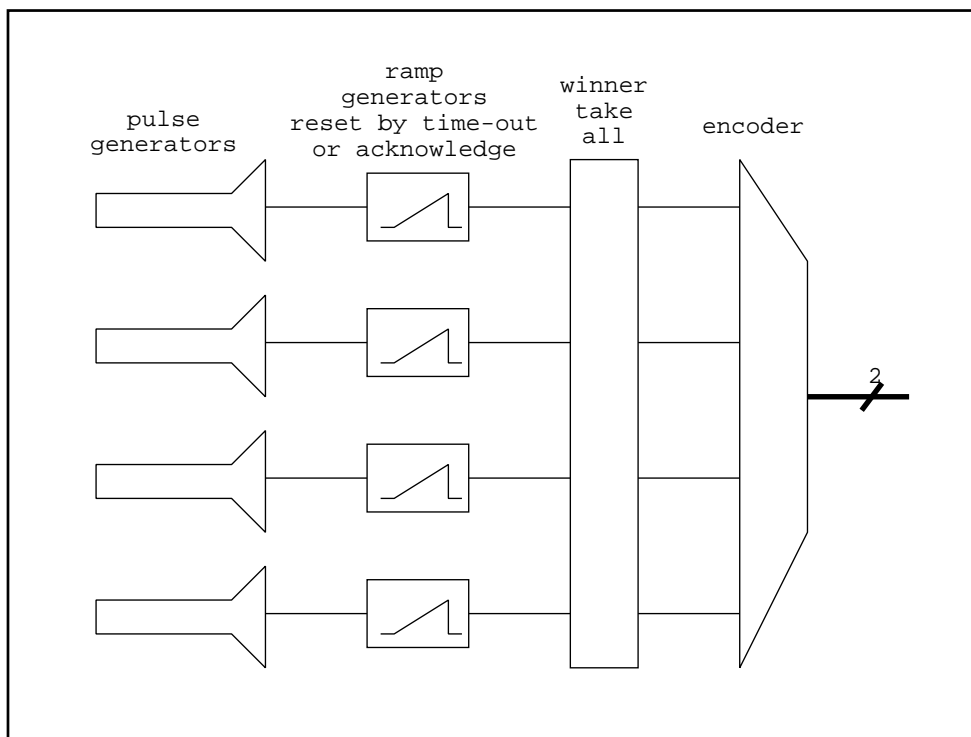 pulse
generators
ramp
generators
reset by time-out
or acknowledge
winner
take
all
encoder
2